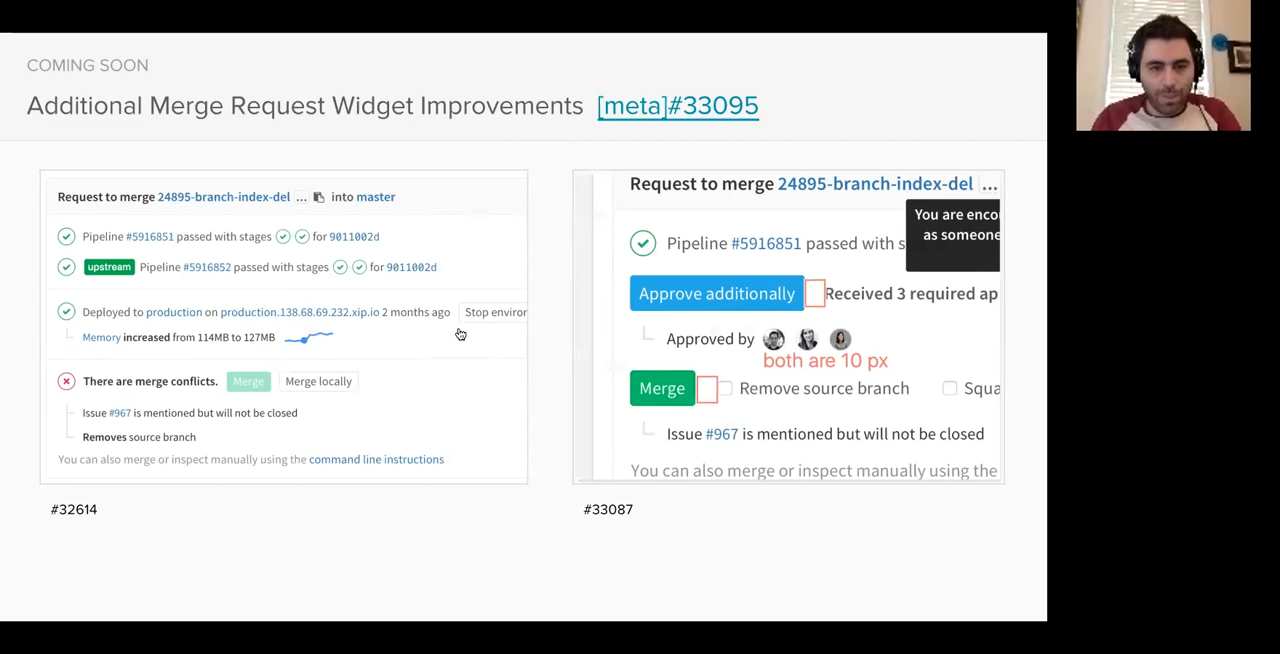 COMING SOON
Additional Merge Request Widget Improvements [meta]#33095
Request to merge 24895-branch-index-del ... into master
Pipeline #5916851 passed with stages for 9011002d
upstream Pipeline #5916852 passed with stages for 9011002d
Deployed to production on production.138.68.69.232.xip.io 2 months ago Stop environ
Memory increased from 114MB to 127MB
There are merge conflicts. Merge Merge locally
Issue #967 is mentioned but will not be closed
Removes source branch
You can also merge or inspect manually using the command line instructions
#32614
Request to merge 24895-branch-index-del ...
You are enco
as someone
Pipeline #5916851 passed with s
Approve additionally Received 3 required ap
Approved by
both are 10 px
Merge Remove source branch Squa
Issue #967 is mentioned but will not be closed
You can also merge or inspect manually using the
#33087